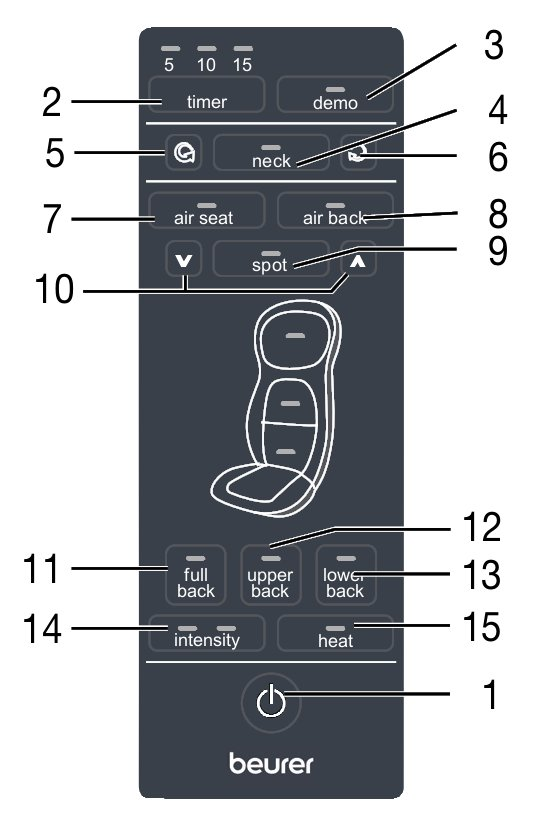 5 10 15
3
2
timer
demo
4
5
neck
6
7
air seat
air back
8
spot
9
10
12
11
full
back
upper
back
lower
back
13
14
intensity
heat
15
1
beurer